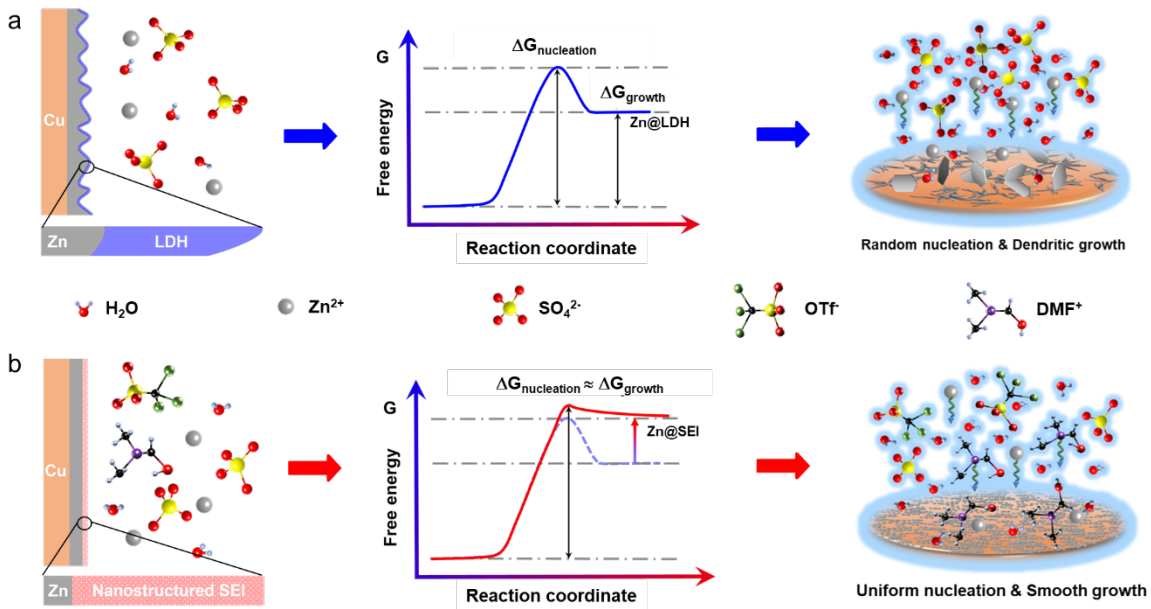 a
Cu
Zn
LDH
G
Free energy
ΔGnucleation
ΔGgrowth
Zn@LDH
Reaction coordinate
Random nucleation & Dendritic growth
H₂O
Zn²⁺
SO₄²⁻
OTf⁻
DMF⁺
b
Cu
Zn
Nanostructured SEI
G
Free energy
ΔGnucleation ≈ ΔGgrowth
Zn@SEI
Reaction coordinate
Uniform nucleation & Smooth growth